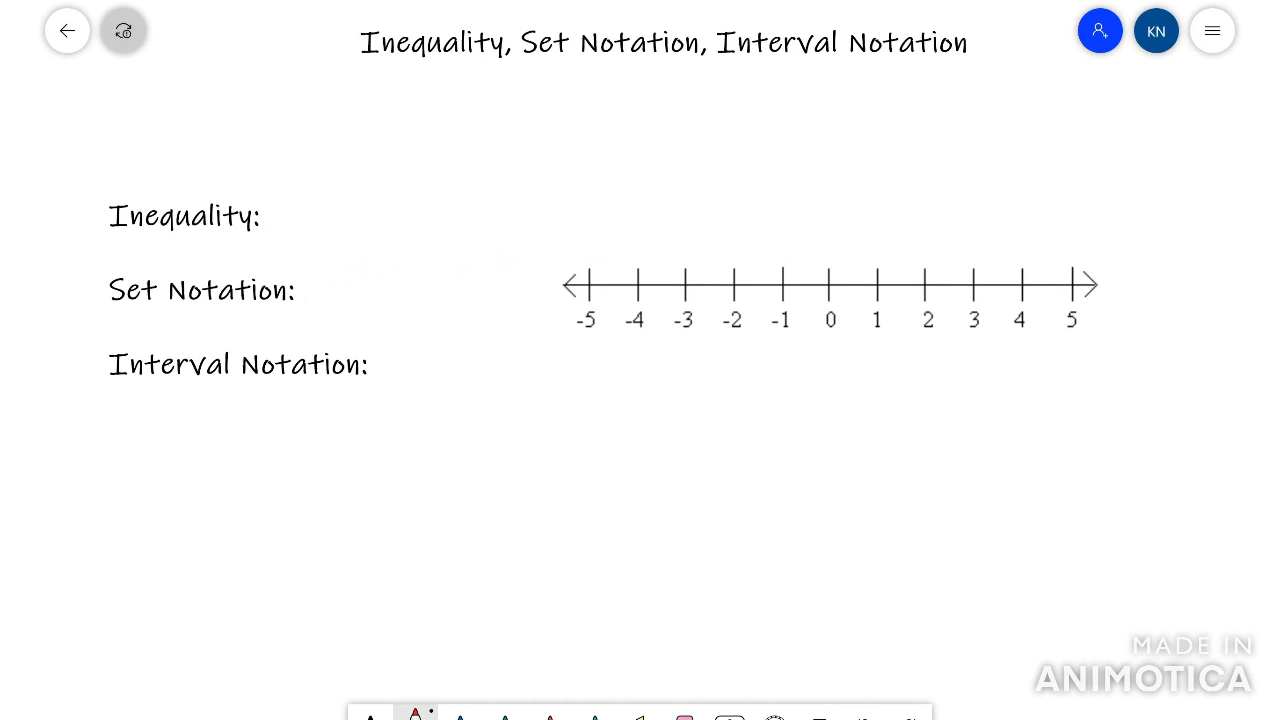 Inequality, Set Notation, Interval Notation
KN
Inequality:
Set Notation:
-5 -4 -3 -2 -1 0 1 2 3 4 5
Interval Notation:
MADE IN
ANIMOTICA